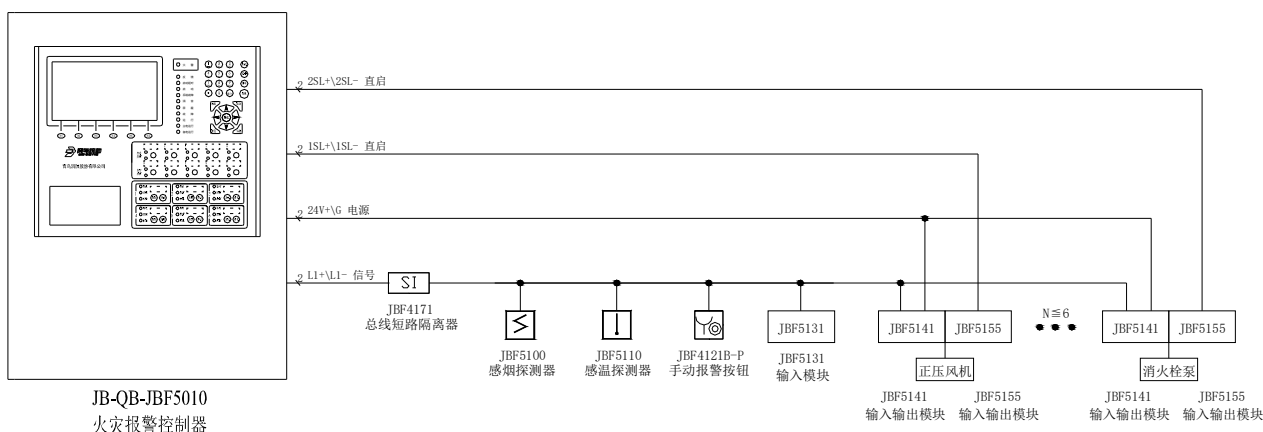 2 2SL+\2SL- 直启
2 1SL+\1SL- 直启
2 24V+\G 电源
2 L1+\L1- 信号
SI
JBF4171
总线短路隔离器
JBF5100
感烟探测器
JBF5110
感温探测器
JBF4121B-P
手动报警按钮
JBF5131
JBF5131
输入模块
JBF5141
JBF5155
正压风机
JBF5141
输入输出模块
JBF5155
输入输出模块
N≦6
JBF5141
JBF5155
消火栓泵
JBF5141
输入输出模块
JBF5155
输入输出模块
JB-QB-JBF5010
火灾报警控制器